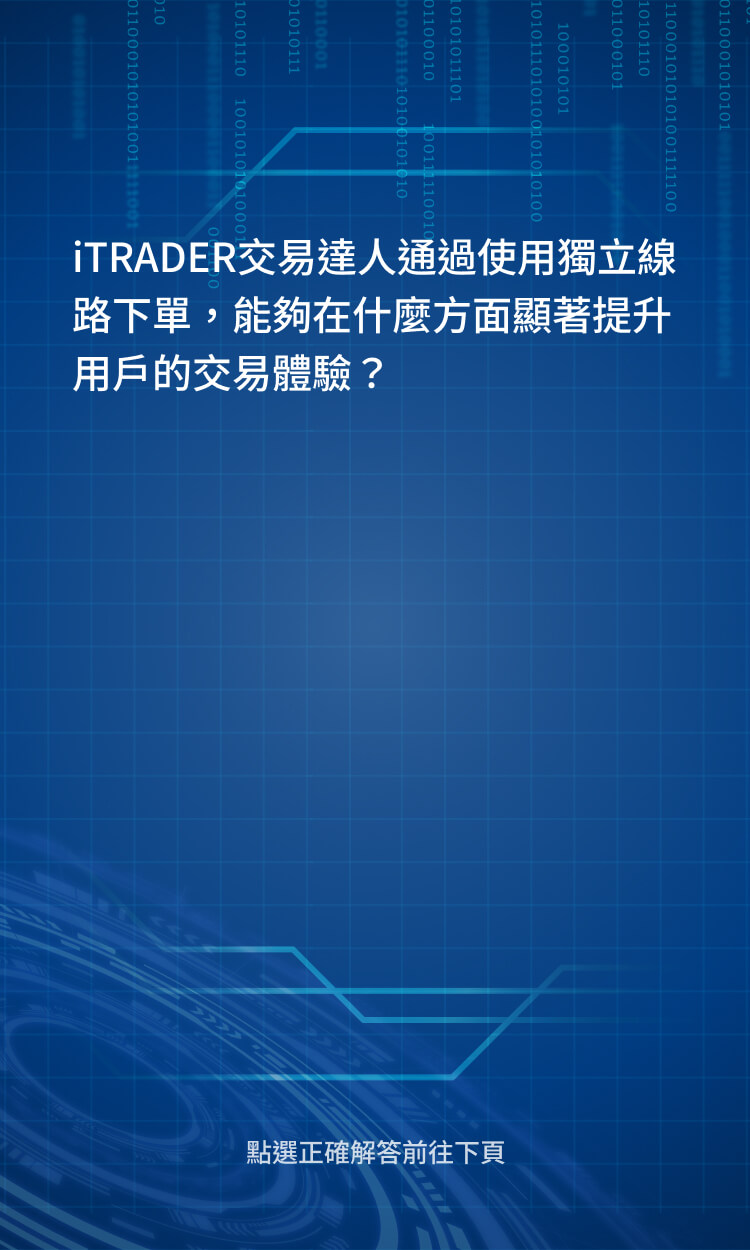 iTRADER交易達人通過使用獨立線
路下單，能夠在什麼方面顯著提升
用戶的交易體驗？
點選正確解答前往下頁